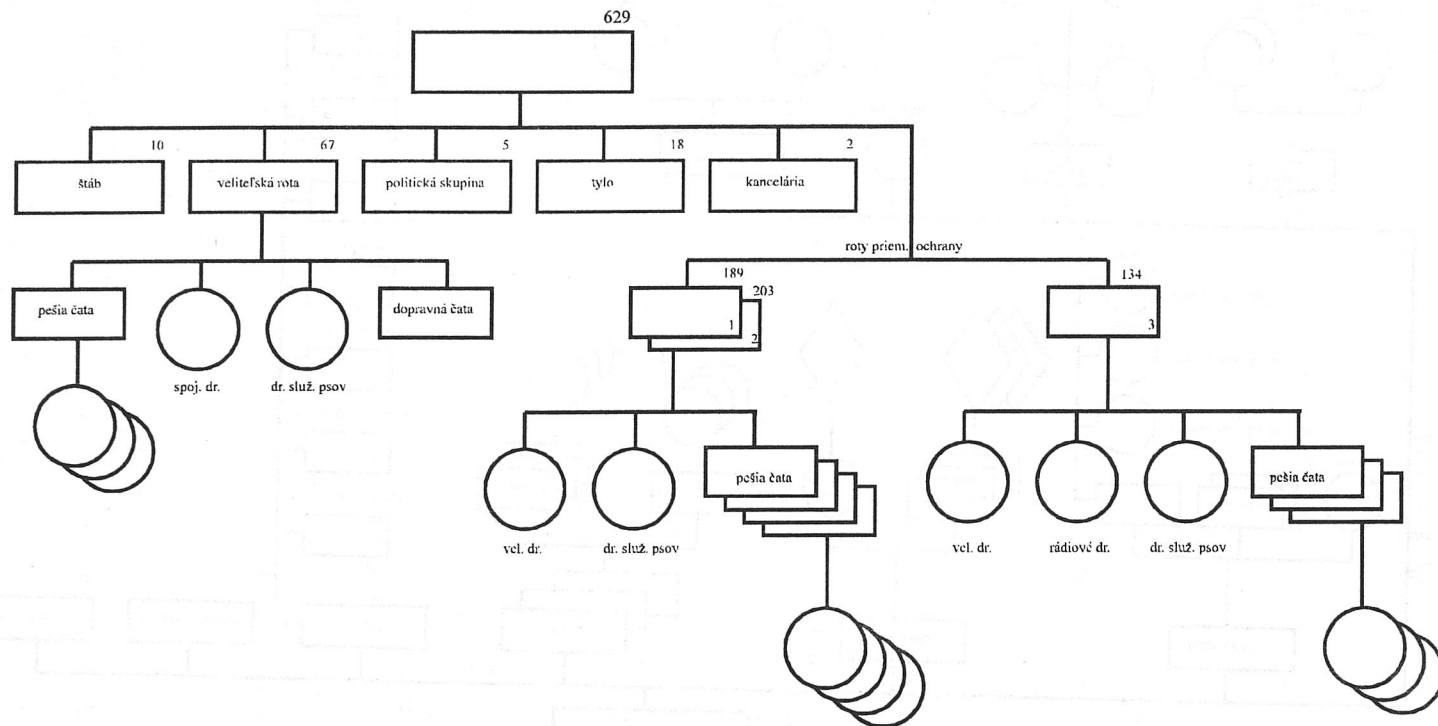 629
10
67
5
18
2
štáb
veliteľská rota
politická skupina
tylo
kancelária
roty priem. ochrany
189
203
134
pešia čata
dopravná čata
1
2
3
spoj. dr.
dr. služ. psov
pešia čata
pešia čata
vel. dr.
dr. služ. psov
vel. dr.
rádiové dr.
dr. služ. psov